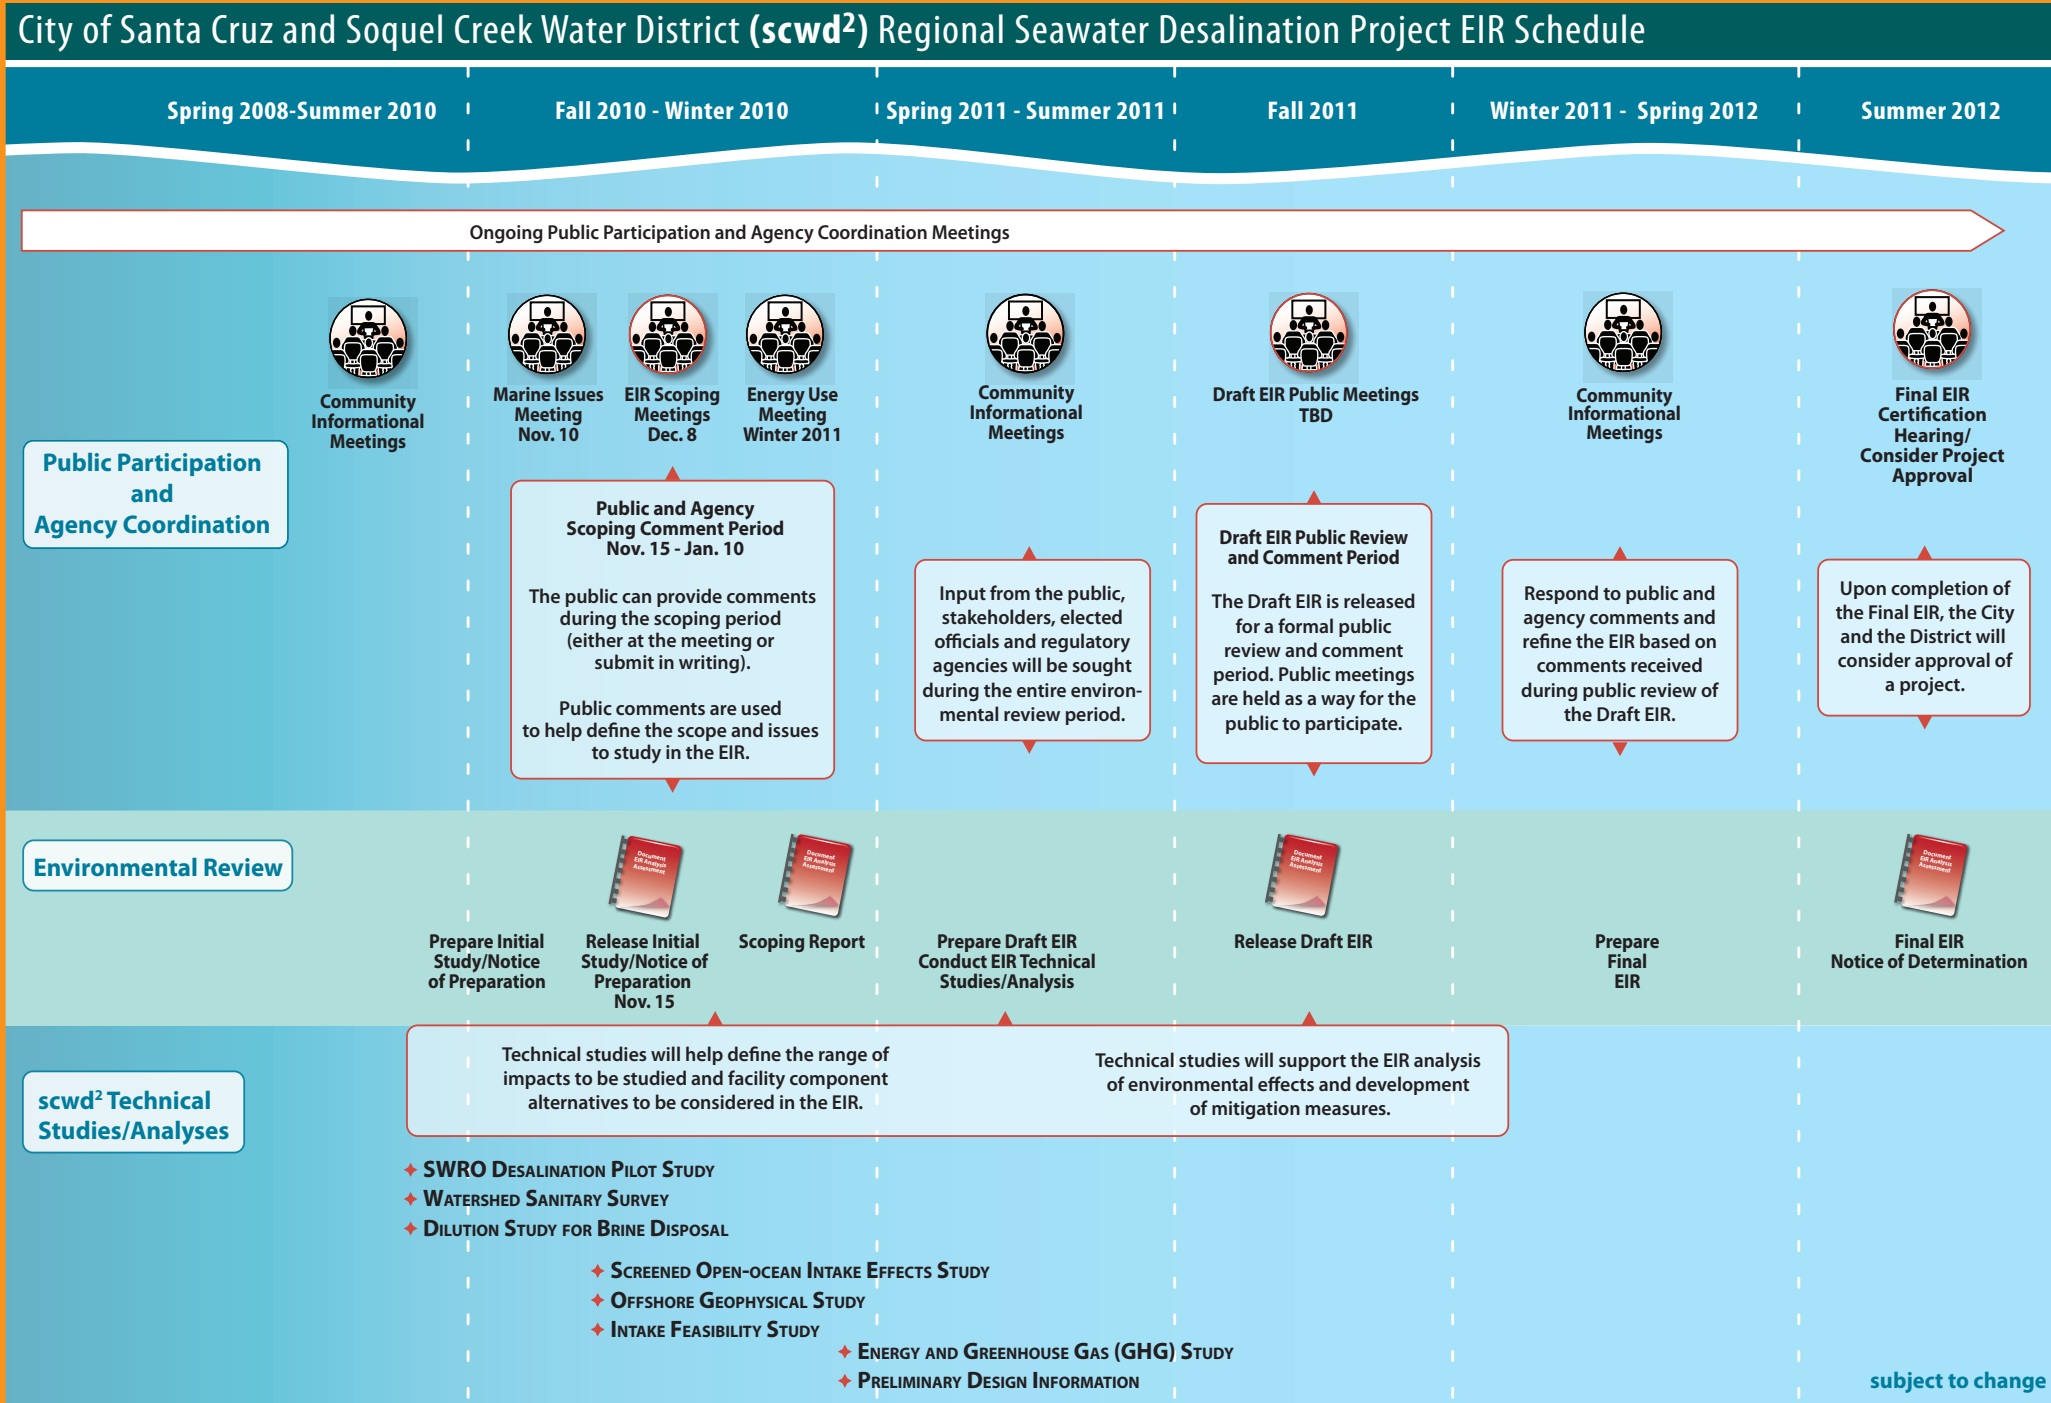 City of Santa Cruz and Soquel Creek Water District (scwd²) Regional Seawater Desalination Project EIR Schedule
Spring 2008-Summer 2010
Fall 2010 - Winter 2010
Spring 2011 - Summer 2011
Fall 2011
Winter 2011 - Spring 2012
Summer 2012
Ongoing Public Participation and Agency Coordination Meetings
Public Participation
and
Agency Coordination
Community
Informational
Meetings
Marine Issues
Meeting
Nov. 10
EIR Scoping
Meetings
Dec. 8
Energy Use
Meeting
Winter 2011
Community
Informational
Meetings
Draft EIR Public Meetings
TBD
Community
Informational
Meetings
Final EIR
Certification
Hearing/
Consider Project
Approval
Public and Agency
Scoping Comment Period
Nov. 15 - Jan. 10
The public can provide comments
during the scoping period
(either at the meeting or
submit in writing).
Public comments are used
to help define the scope and issues
to study in the EIR.
Input from the public,
stakeholders, elected
officials and regulatory
agencies will be sought
during the entire environ-
mental review period.
Draft EIR Public Review
and Comment Period
The Draft EIR is released
for a formal public
review and comment
period. Public meetings
are held as a way for the
public to participate.
Respond to public and
agency comments and
refine the EIR based on
comments received
during public review of
the Draft EIR.
Upon completion of
the Final EIR, the City
and the District will
consider approval of
a project.
Environmental Review
Document
EIR Analysis
Assessment
Document
EIR Analysis
Assessment
Document
EIR Analysis
Assessment
Document
EIR Analysis
Assessment
Prepare Initial
Study/Notice
of Preparation
Release Initial
Study/Notice of
Preparation
Nov. 15
Scoping Report
Prepare Draft EIR
Conduct EIR Technical
Studies/Analysis
Release Draft EIR
Prepare
Final
EIR
Final EIR
Notice of Determination
scwd² Technical
Studies/Analyses
Technical studies will help define the range of
impacts to be studied and facility component
alternatives to be considered in the EIR.
Technical studies will support the EIR analysis
of environmental effects and development
of mitigation measures.
SWRO Desalination Pilot Study
Watershed Sanitary Survey
Dilution Study for Brine Disposal
Screened Open-ocean Intake Effects Study
Offshore Geophysical Study
Intake Feasibility Study
Energy and Greenhouse Gas (GHG) Study
Preliminary Design Information
subject to change